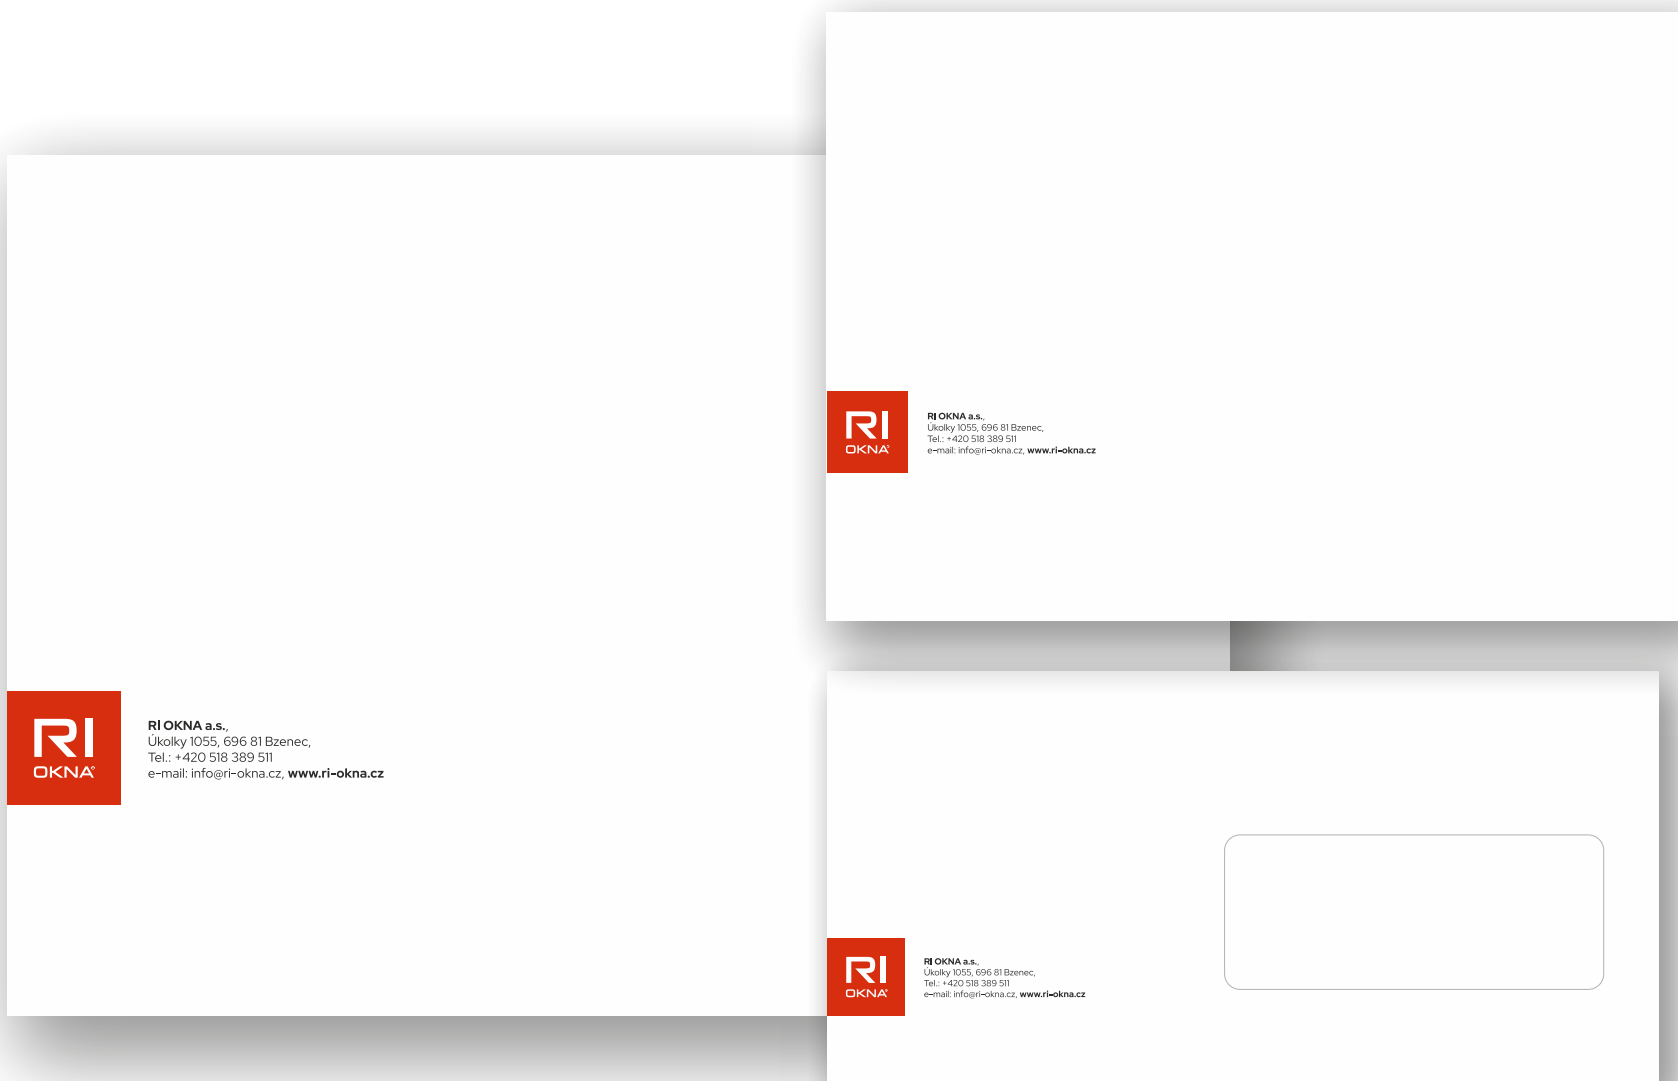 RI
OKNA®
RI OKNA a.s.,
Úkolky 1055, 696 81 Bzenec,
Tel.: +420 518 389 511
e-mail: info@ri-okna.cz, www.ri-okna.cz
RI
OKNA®
RI OKNA a.s.,
Úkolky 1055, 696 81 Bzenec,
Tel.: +420 518 389 511
e-mail: info@ri-okna.cz, www.ri-okna.cz
RI
OKNA®
RI OKNA a.s.,
Úkolky 1055, 696 81 Bzenec,
Tel.: +420 518 389 511
e-mail: info@ri-okna.cz, www.ri-okna.cz